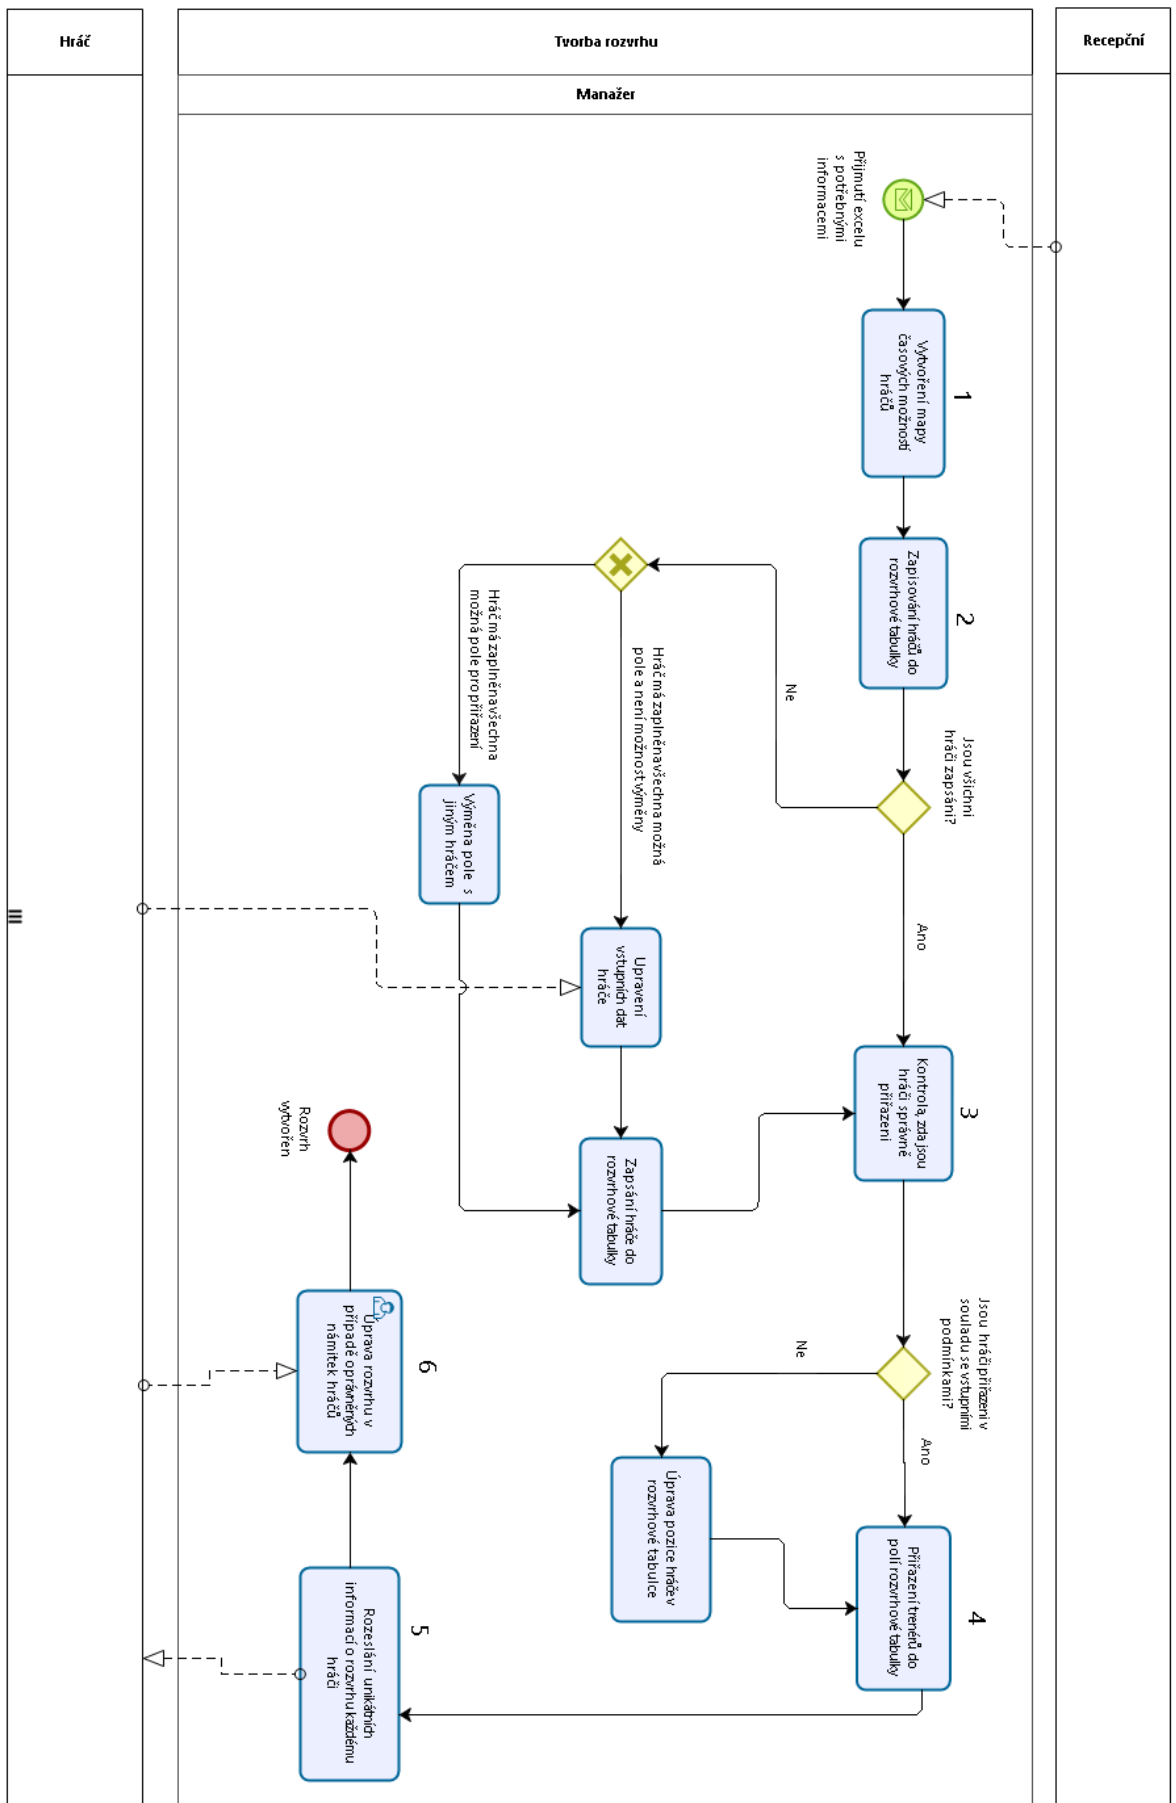 Hráč
Tvorba rozvrhu
Recepční
Manažer
Přijmutí excelu
s potřebnými
informacemi
1
Vytvoření mapy
časových možností
hráčů
2
Zapisování hráčů do
rozvrhové tabulky
Jsou všichni
hráči zapsáni?
Ne
Ano
Hráč má zaplněna všechna možná
pole a není možnost výměny
Hráč má zaplněna všechna
možná pole pro přiřazení
Výměna pole s
jiným hráčem
Upravení
vstupních dat
hráče
Zapsání hráče do
rozvrhové tabulky
3
Kontrola, zda jsou
hráči správně
přiřazeni
Jsou hráči přiřazeni v
souladu se vstupními
podmínkami?
Ne
Ano
Úprava pozice hráče v
rozvrhové tabulce
4
Přiřazení trenérů do
polí rozvrhové tabulky
5
Rozeslání unikátních
informací o rozvrhu každému
hráči
6
Úprava rozvrhu v
případě oprávněných
námitek hráčů
Rozvrh
vytvořen